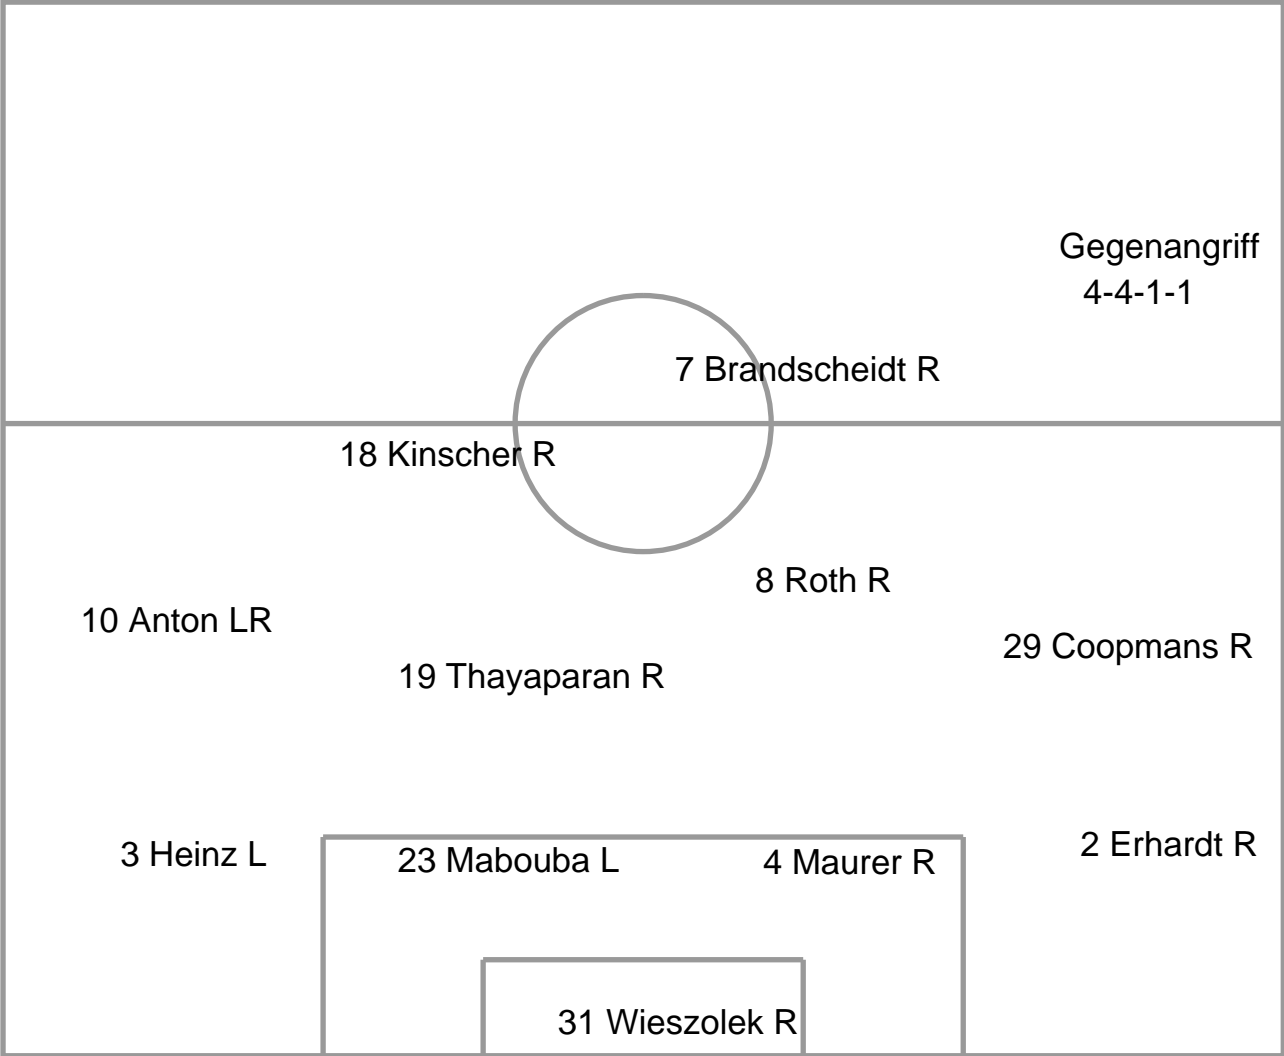 Gegenangriff
4-4-1-1
7 Brandscheidt R
18 Kinscher R
8 Roth R
10 Anton LR
29 Coopmans R
19 Thayaparan R
2 Erhardt R
3 Heinz L
23 Mabouba L
4 Maurer R
31 Wieszolek R